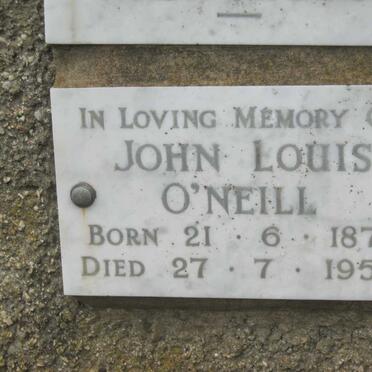 IN LOVING MEMORY
JOHN LOUIS
O'NEILL
BORN 21 · 6 · 187
DIED 27 · 7 · 195